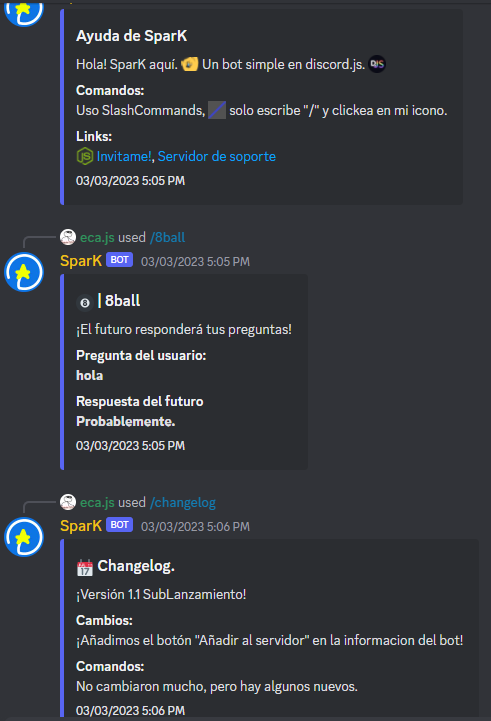 Ayuda de SparK
Hola! SparK aquí. Un bot simple en discord.js. DJS
Comandos:
Uso SlashCommands, solo escribe "/" y clickea en mi icono.
Links:
Invitame!, Servidor de soporte
03/03/2023 5:05 PM
eca.js used /8ball
SparK BOT 03/03/2023 5:05 PM
8 | 8ball
¡El futuro responderá tus preguntas!
Pregunta del usuario:
hola
Respuesta del futuro
Probablemente.
03/03/2023 5:05 PM
eca.js used /changelog
SparK BOT 03/03/2023 5:06 PM
17 Changelog.
¡Versión 1.1 SubLanzamiento!
Cambios:
¡Añadimos el botón "Añadir al servidor" en la informacion del bot!
Comandos:
No cambiaron mucho, pero hay algunos nuevos.
03/03/2023 5:06 PM